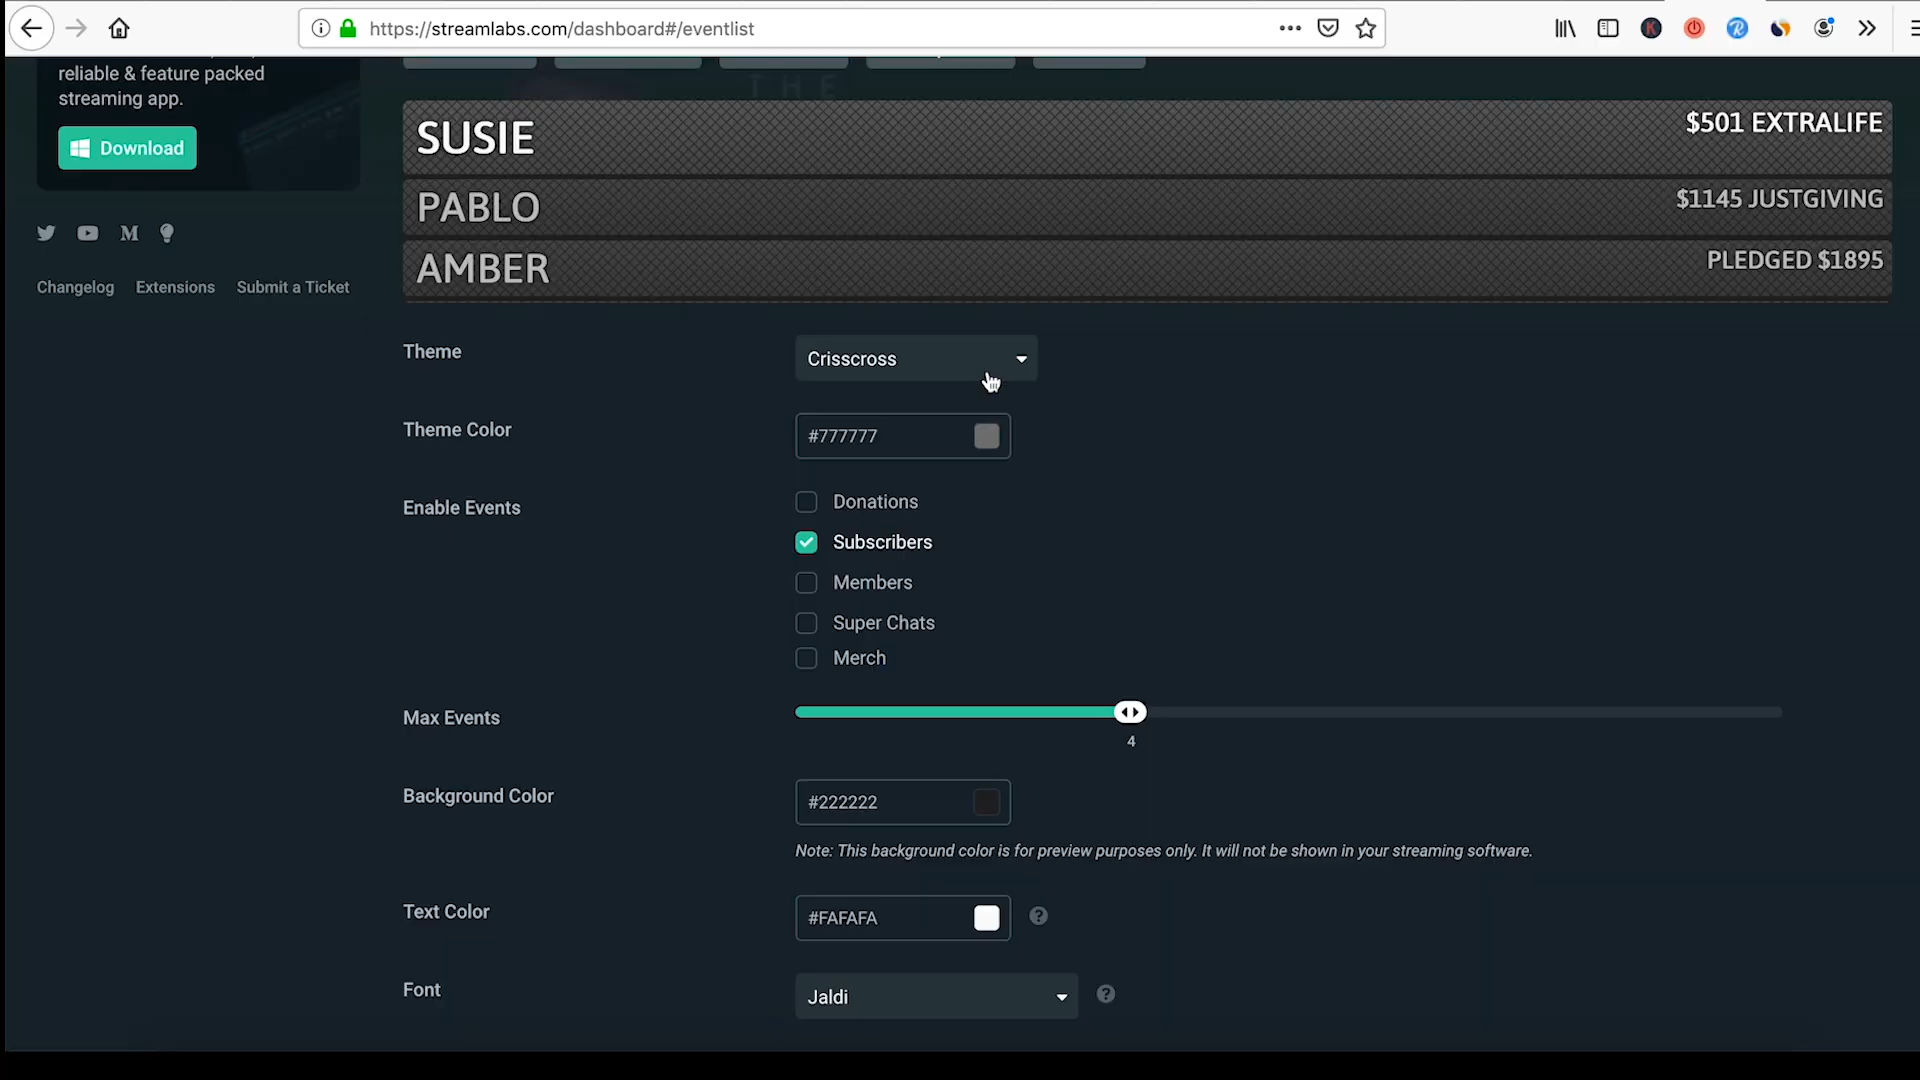 https://streamlabs.com/dashboard#/eventlist
reliable & feature packed
streaming app.
Download
Changelog
Extensions
Submit a Ticket
THE
SUSIE
$501 EXTRALIFE
PABLO
$1145 JUSTGIVING
AMBER
PLEDGED $1895
Theme
Crisscross
Theme Color
#777777
Enable Events
Donations
Subscribers
Members
Super Chats
Merch
Max Events
4
Background Color
#222222
Note: This background color is for preview purposes only. It will not be shown in your streaming software.
Text Color
#FAFAFA
Font
Jaldi